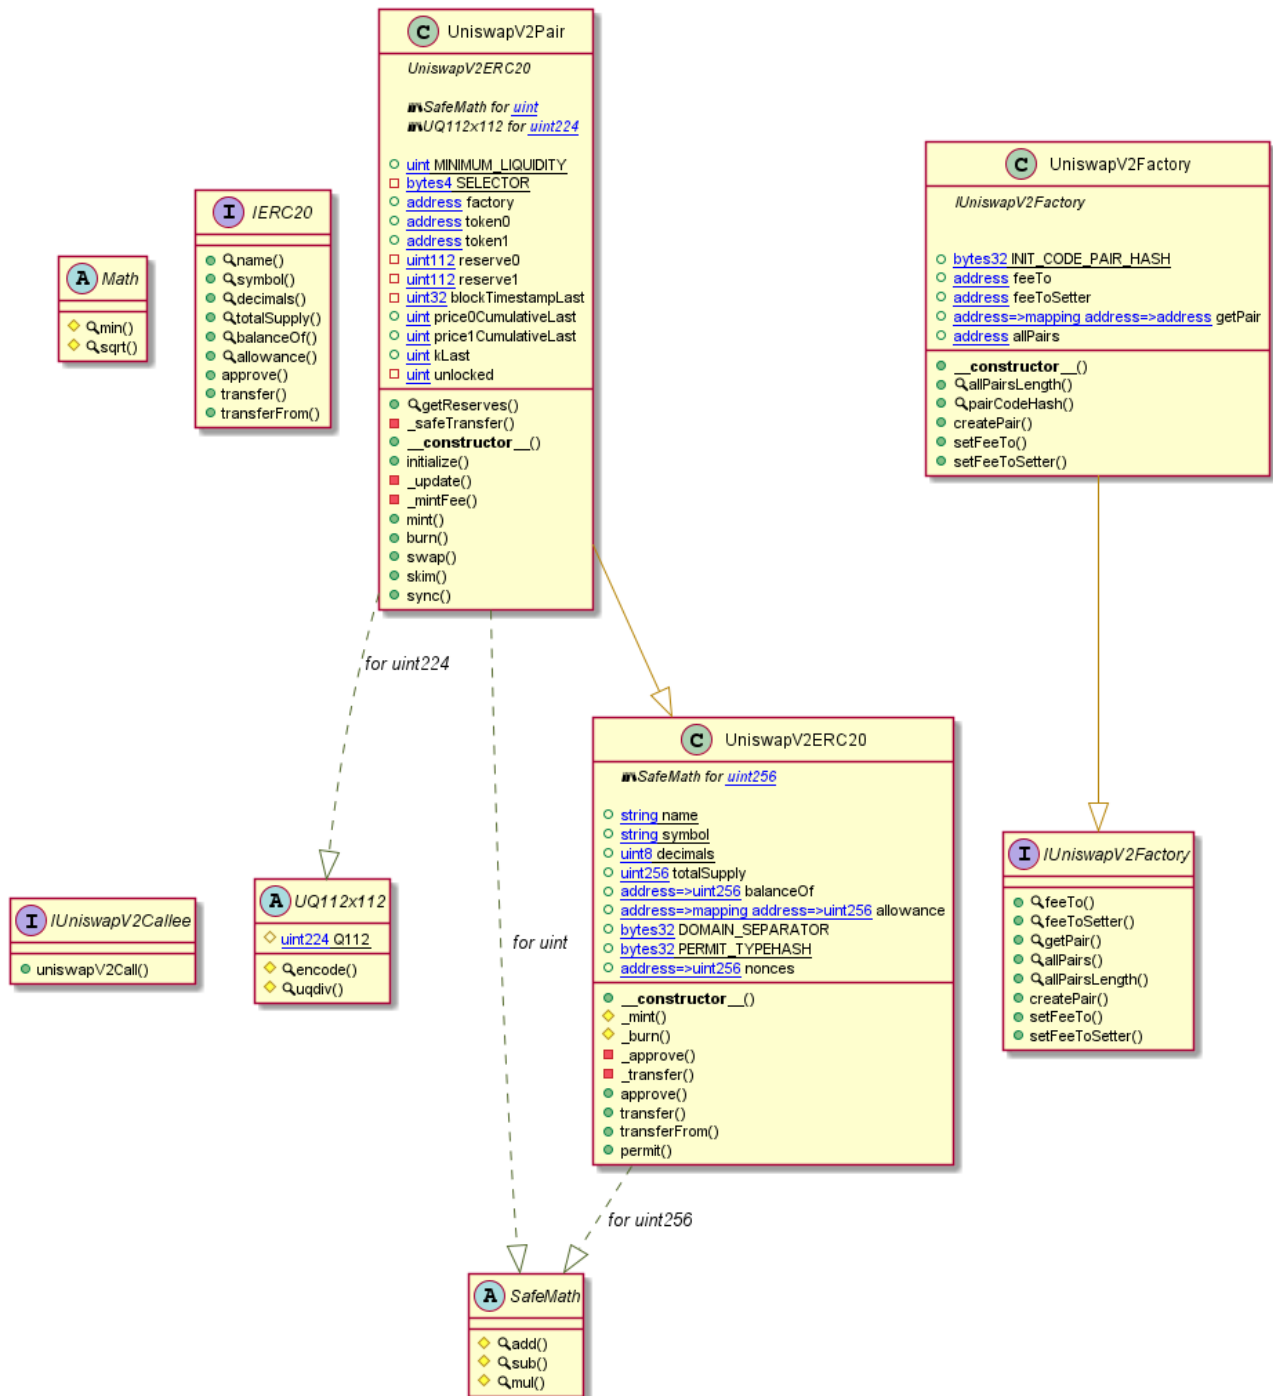 C UniswapV2Pair
UniswapV2ERC20
SafeMath for uint
UQ112x112 for uint224
uint MINIMUM_LIQUIDITY
bytes4 SELECTOR
address factory
address token0
address token1
uint112 reserve0
uint112 reserve1
uint32 blockTimestampLast
uint price0CumulativeLast
uint price1CumulativeLast
uint kLast
uint unlocked
getReserves()
_safeTransfer()
__constructor__()
initialize()
_update()
_mintFee()
mint()
burn()
swap()
skim()
sync()
C UniswapV2Factory
IUniswapV2Factory
bytes32 INIT_CODE_PAIR_HASH
address feeTo
address feeToSetter
address=>mapping address=>address getPair
address allPairs
__constructor__()
allPairsLength()
pairCodeHash()
createPair()
setFeeTo()
setFeeToSetter()
I IERC20
name()
symbol()
decimals()
totalSupply()
balanceOf()
allowance()
approve()
transfer()
transferFrom()
A Math
min()
sqrt()
for uint224
for uint
C UniswapV2ERC20
SafeMath for uint256
string name
string symbol
uint8 decimals
uint256 totalSupply
address=>uint256 balanceOf
address=>mapping address=>uint256 allowance
bytes32 DOMAIN_SEPARATOR
bytes32 PERMIT_TYPEHASH
address=>uint256 nonces
__constructor__()
_mint()
_burn()
_approve()
_transfer()
approve()
transfer()
transferFrom()
permit()
I IUniswapV2Factory
feeTo()
feeToSetter()
getPair()
allPairs()
allPairsLength()
createPair()
setFeeTo()
setFeeToSetter()
I IUniswapV2Callee
uniswapV2Call()
A UQ112x112
uint224 Q112
encode()
uqdiv()
for uint256
A SafeMath
add()
sub()
mul()